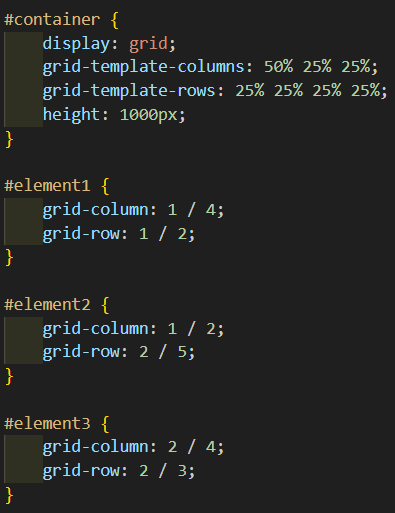 #container {
    display: grid;
    grid-template-columns: 50% 25% 25%;
    grid-template-rows: 25% 25% 25% 25%;
    height: 1000px;
}

#element1 {
    grid-column: 1 / 4;
    grid-row: 1 / 2;
}

#element2 {
    grid-column: 1 / 2;
    grid-row: 2 / 5;
}

#element3 {
    grid-column: 2 / 4;
    grid-row: 2 / 3;
}